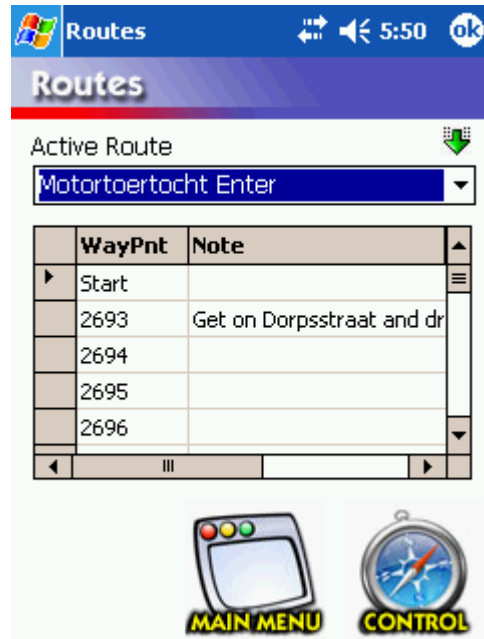 Routes 5:50 ok
Routes
Active Route
Motortoertocht Enter
WayPnt Note
Start
2693 Get on Dorpsstraat and dr
2694
2695
2696
MAIN MENU CONTROL